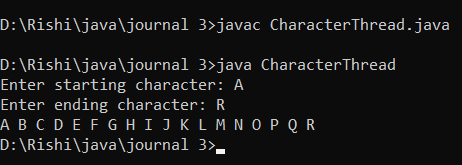 D:\Rishi\java\journal 3>javac CharacterThread.java
D:\Rishi\java\journal 3>java CharacterThread
Enter starting character: A
Enter ending character: R
A B C D E F G H I J K L M N O P Q R
D:\Rishi\java\journal 3>